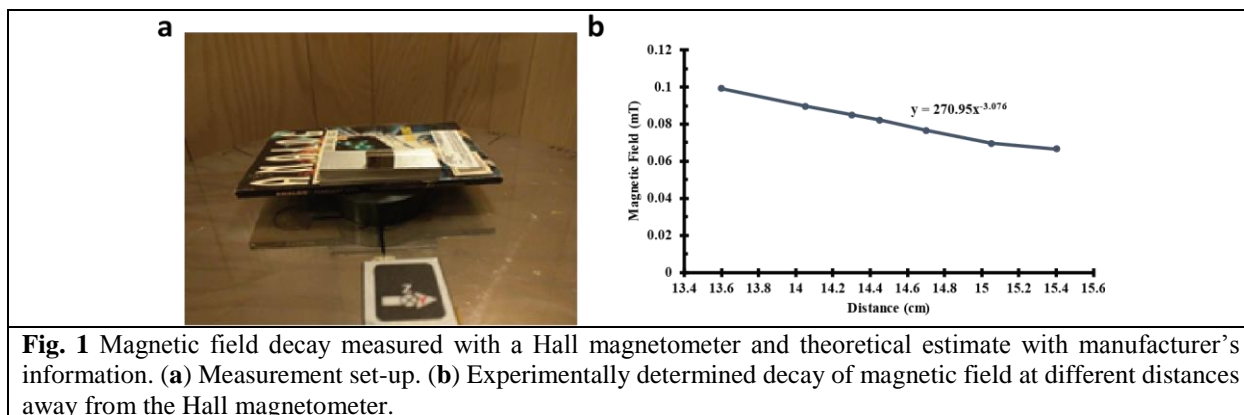 a
b
ANALOG
N
0.12
0.1
0.08
0.06
0.04
0.02
0
Magnetic Field (mT)
y = 270.95x^-3.076
13.4 13.6 13.8 14 14.2 14.4 14.6 14.8 15 15.2 15.4 15.6
Distance (cm)
Fig. 1 Magnetic field decay measured with a Hall magnetometer and theoretical estimate with manufacturer’s
information. (a) Measurement set-up. (b) Experimentally determined decay of magnetic field at different distances
away from the Hall magnetometer.